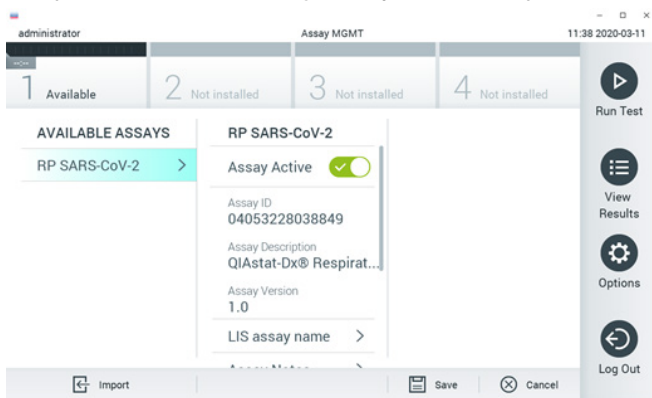 administrator
Assay MGMT
11:38 2020-03-11
1 Available
2 Not installed
3 Not installed
4 Not installed
Run Test
View
Results
Options
Log Out
AVAILABLE ASSAYS
RP SARS-CoV-2
RP SARS-CoV-2
Assay Active
Assay ID
04053228038849
Assay Description
QIAstat-Dx® Respirat...
Assay Version
1.0
LIS assay name
Import
Save
Cancel